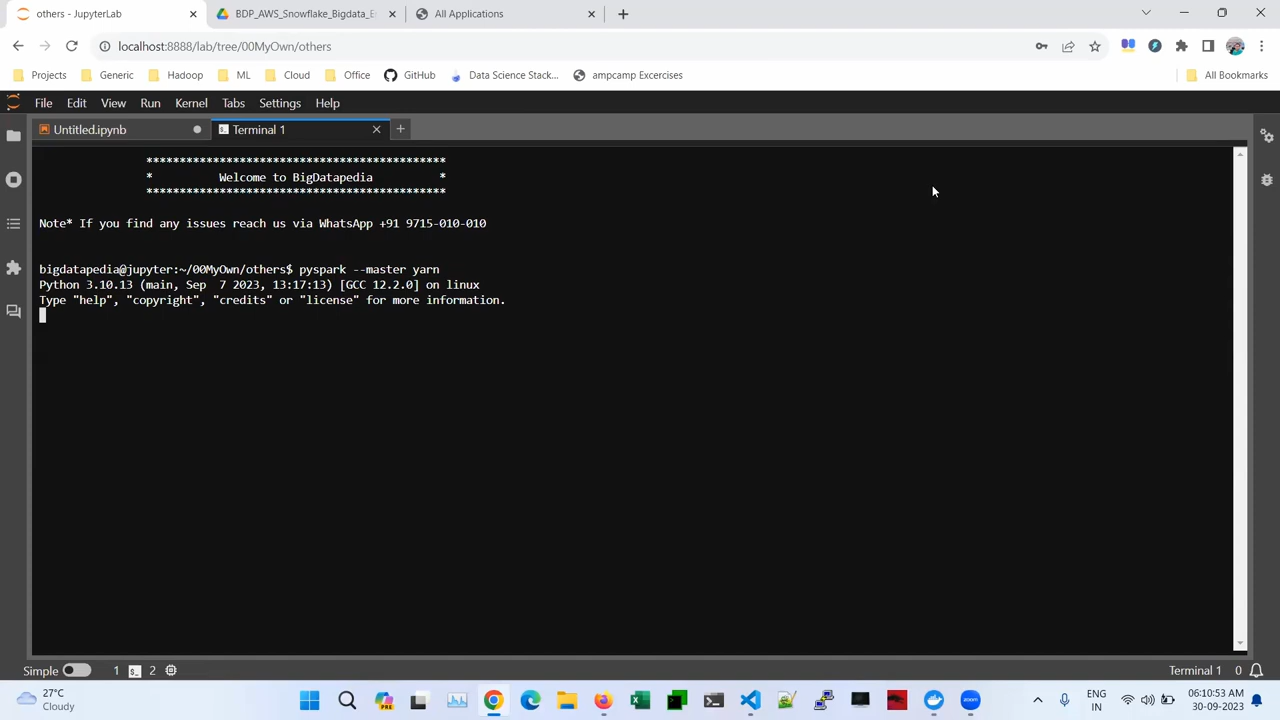 others - JupyterLab
BDP_AWS_Snowflake_Bigdata_E
All Applications
localhost:8888/lab/tree/00MyOwn/others
Projects
Generic
Hadoop
ML
Cloud
Office
GitHub
Data Science Stack...
ampcamp Excercises
All Bookmarks
File Edit View Run Kernel Tabs Settings Help
Untitled.ipynb
Terminal 1
*********************************************
* Welcome to BigDatapedia *
*********************************************
Note* If you find any issues reach us via WhatsApp +91 9715-010-010
bigdatapedia@jupyter:~/00MyOwn/others$ pyspark --master yarn
Python 3.10.13 (main, Sep 7 2023, 13:17:13) [GCC 12.2.0] on linux
Type "help", "copyright", "credits" or "license" for more information.
Simple 1 2
Terminal 1 0
27°C
Cloudy
PRE
zoom
ENG
IN
06:10:53 AM
30-09-2023